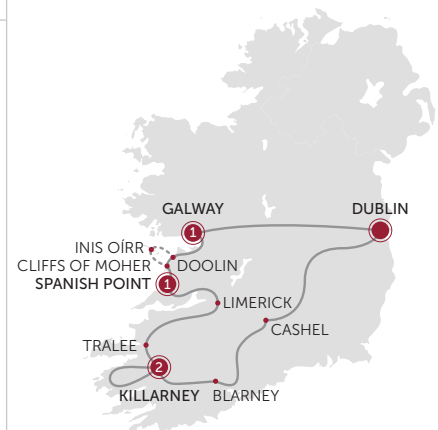 GALWAY
DUBLIN
1
INIS OÍRR
CLIFFS OF MOHER
DOOLIN
SPANISH POINT
1
LIMERICK
CASHEL
TRALEE
2
KILLARNEY
BLARNEY